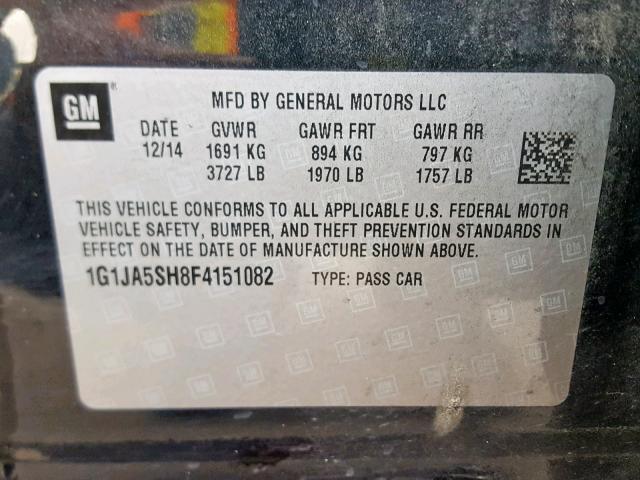 GM®
MFD BY GENERAL MOTORS LLC
DATE GVWR GAWR FRT GAWR RR
12/14 1691 KG 894 KG 797 KG
3727 LB 1970 LB 1757 LB
THIS VEHICLE CONFORMS TO ALL APPLICABLE U.S. FEDERAL MOTOR
VEHICLE SAFETY, BUMPER, AND THEFT PREVENTION STANDARDS IN
EFFECT ON THE DATE OF MANUFACTURE SHOWN ABOVE.
1G1JA5SH8F4151082 TYPE: PASS CAR